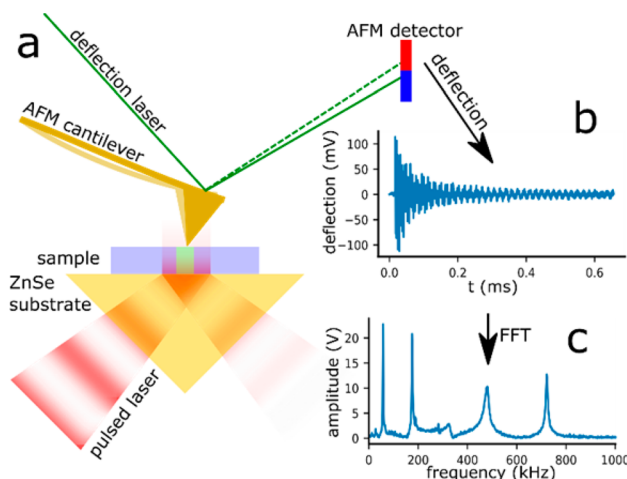 a
deflection laser
AFM cantilever
AFM detector
deflection
sample
ZnSe
substrate
pulsed laser
b
deflection (mV)
100
50
0
−50
−100
0.0 0.2 0.4 0.6
t (ms)
FFT
c
amplitude (V)
20
15
10
5
0
0 200 400 600 800 1000
frequency (kHz)